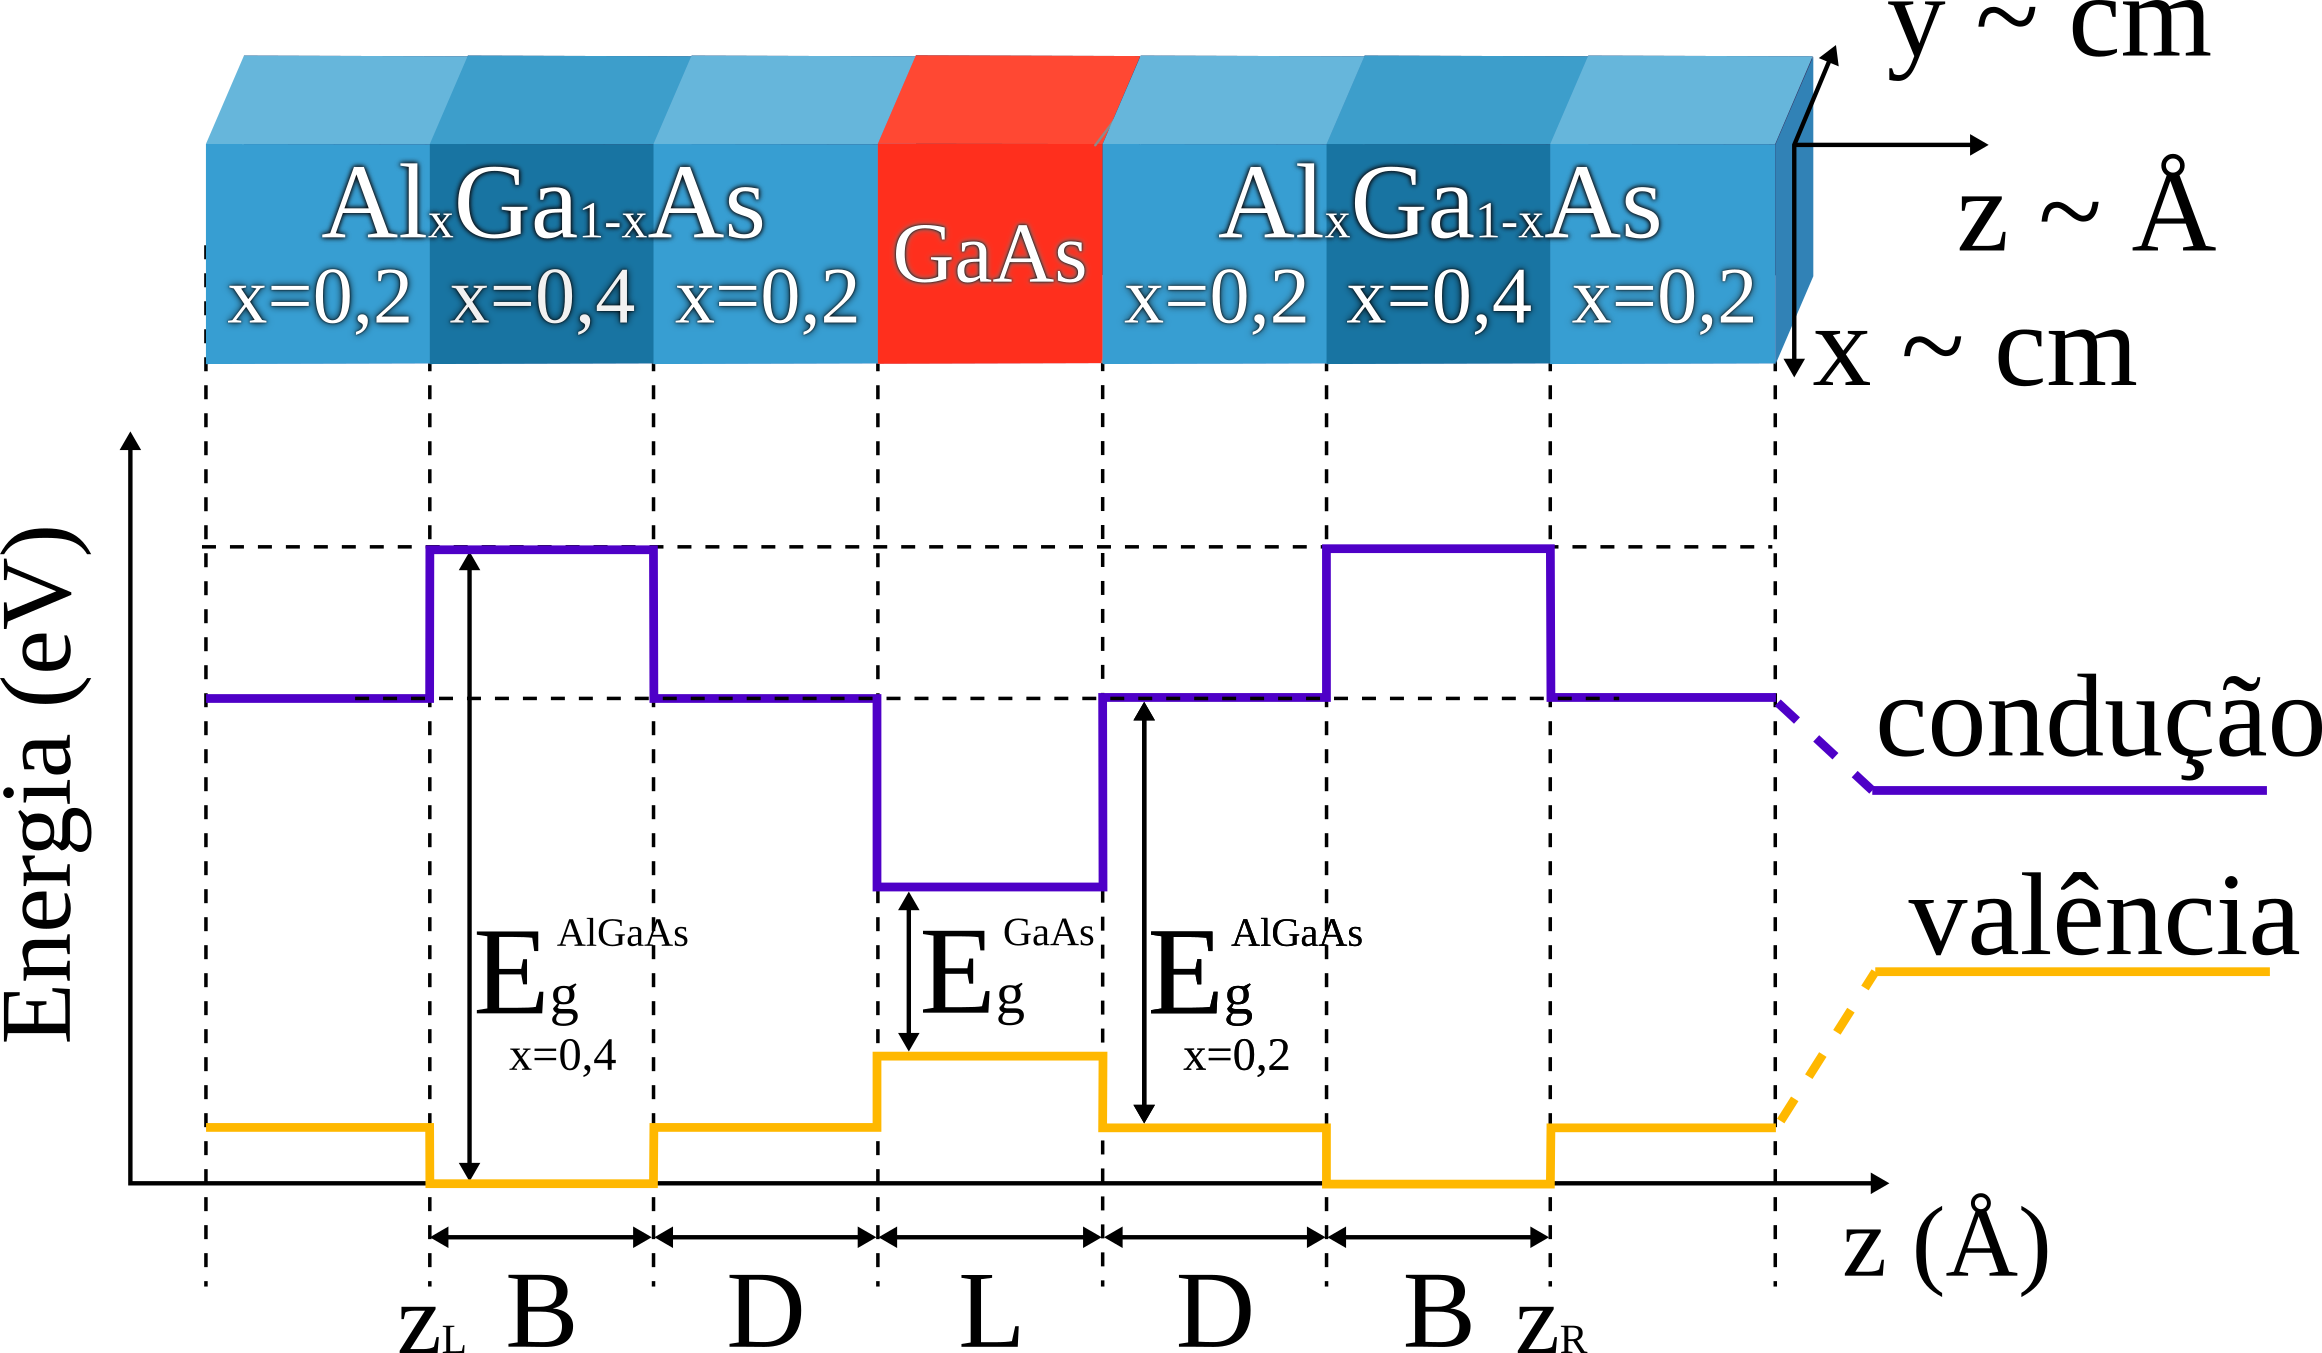 y ~ cm
z ~ Å
x ~ cm
AlxGa1-xAs
x=0,2 x=0,4 x=0,2
GaAs
AlxGa1-xAs
x=0,2 x=0,4 x=0,2
Energia (eV)
condução
valência
Eg AlGaAs
x=0,4
Eg GaAs
Eg AlGaAs
x=0,2
z (Å)
zL B D L D B zR